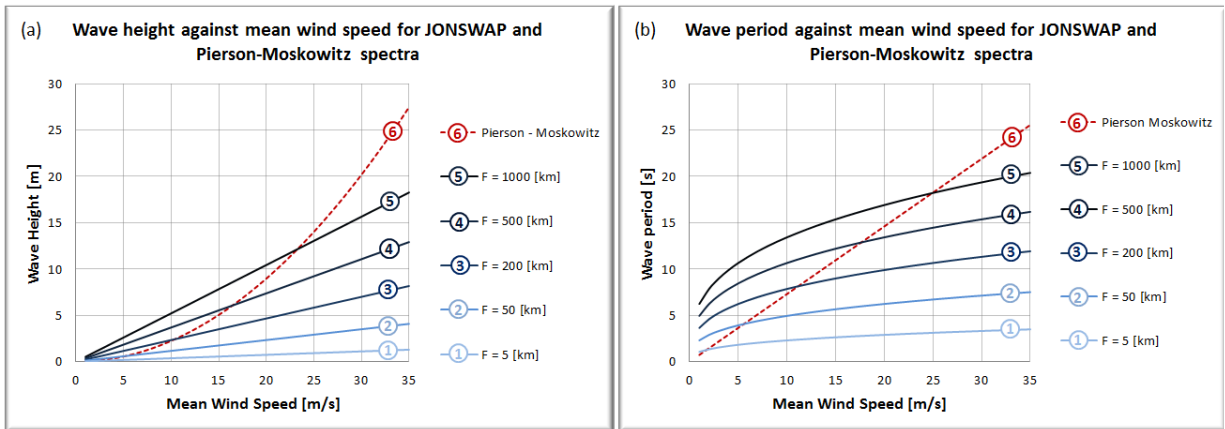 (a) Wave height against mean wind speed for JONSWAP and
Pierson-Moskowitz spectra
Wave Height [m]
30
25
20
15
10
5
0
0 5 10 15 20 25 30 35
Mean Wind Speed [m/s]
6
5
4
3
2
1
6 Pierson - Moskowitz
5 F = 1000 [km]
4 F = 500 [km]
3 F = 200 [km]
2 F = 50 [km]
1 F = 5 [km]
(b) Wave period against mean wind speed for JONSWAP and
Pierson-Moskowitz spectra
Wave period [s]
30
25
20
15
10
5
0
0 5 10 15 20 25 30 35
Mean Wind Speed [m/s]
6
5
4
3
2
1
6 Pierson Moskowitz
5 F = 1000 [km]
4 F = 500 [km]
3 F = 200 [km]
2 F = 50 [km]
1 F = 5 [km]